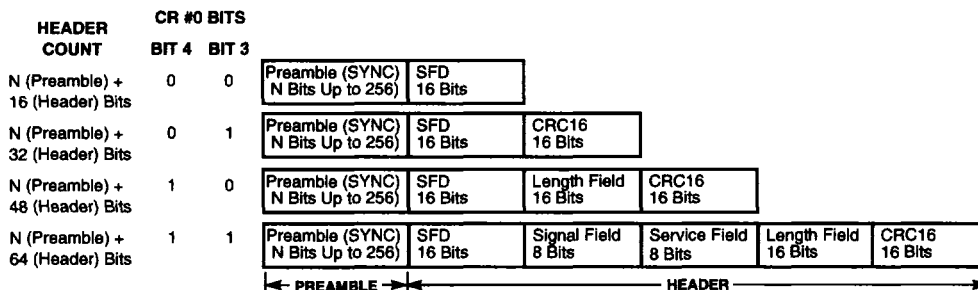 HEADER COUNT CR #0 BITS
BIT 4 BIT 3
N (Preamble) + 16 (Header) Bits 0 0 Preamble (SYNC) N Bits Up to 256) SFD 16 Bits
N (Preamble) + 32 (Header) Bits 0 1 Preamble (SYNC) N Bits Up to 256) SFD 16 Bits CRC16 16 Bits
N (Preamble) + 48 (Header) Bits 1 0 Preamble (SYNC) N Bits Up to 256) SFD 16 Bits Length Field 16 Bits CRC16 16 Bits
N (Preamble) + 64 (Header) Bits 1 1 Preamble (SYNC) N Bits Up to 256) SFD 16 Bits Signal Field 8 Bits Service Field 8 Bits Length Field 16 Bits CRC16 16 Bits
PREAMBLE HEADER